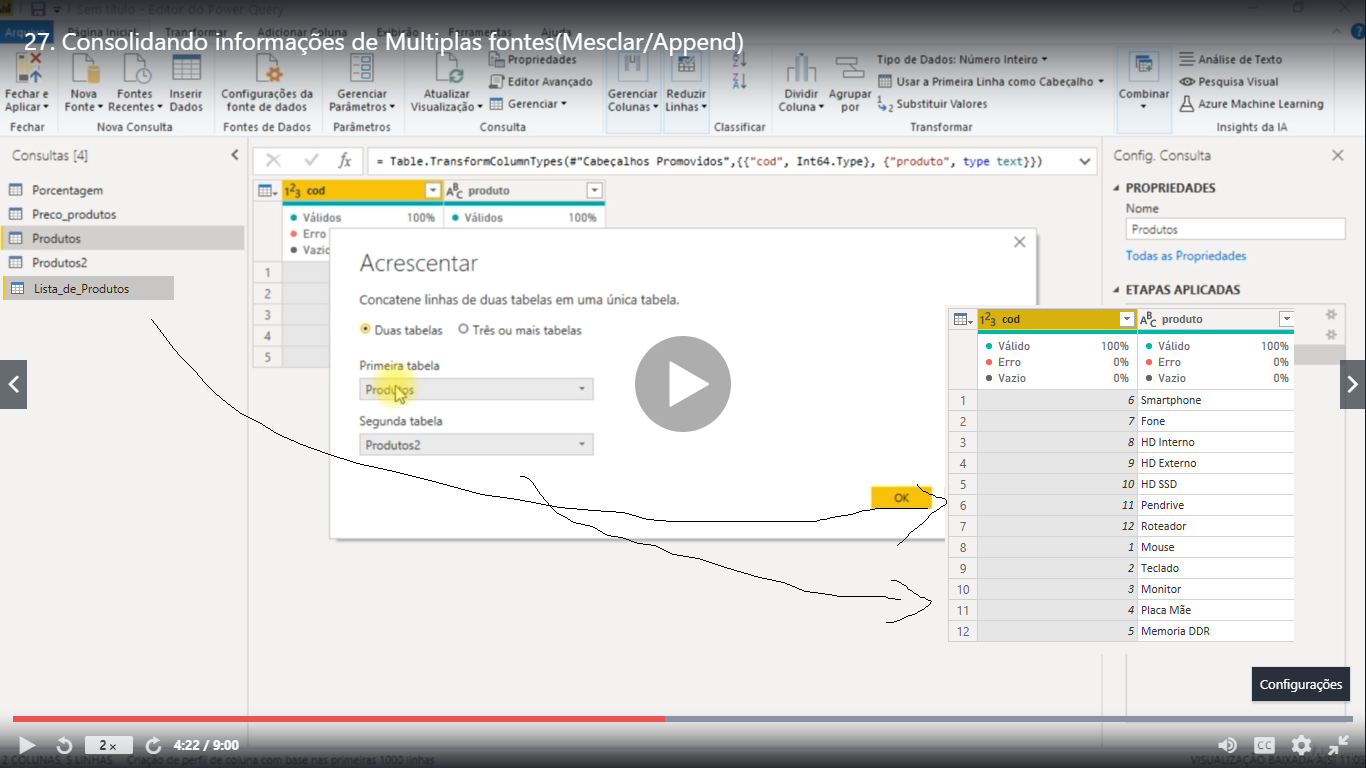 Sem título - Editor do Power Query
Arquivo Página Inicial Transformar Adicionar Coluna Exibição Ferramentas Ajuda
27. Consolidando informações de Multiplas fontes(Mesclar/Append)
Fechar e Aplicar
Nova Fonte
Fontes Recentes
Inserir Dados
Configurações da fonte de dados
Gerenciar Parâmetros
Atualizar Visualização
Propriedades
Editor Avançado
Gerenciar
Gerenciar Colunas
Reduzir Linhas
Dividir Coluna
Agrupar por
Tipo de Dados: Número Inteiro
Usar a Primeira Linha como Cabeçalho
Substituir Valores
Combinar
Análise de Texto
Pesquisa Visual
Azure Machine Learning
Fechar Nova Consulta Fontes de Dados Parâmetros Consulta Classificar Transformar Insights da IA
Consultas [4]
Porcentagem
Preco_produtos
Produtos
Produtos2
Lista_de_Produtos
= Table.TransformColumnTypes(#"Cabeçalhos Promovidos",{{"cod", Int64.Type}, {"produto", type text}})
123 cod ABC produto
Válidos 100% Válidos 100%
Erro
Vazio
1
2
3
4
5
Acrescentar
Concatene linhas de duas tabelas em uma única tabela.
Duas tabelas Três ou mais tabelas
Primeira tabela
Produtos
Segunda tabela
Produtos2
OK
Config. Consulta
PROPRIEDADES
Nome
Produtos
Todas as Propriedades
ETAPAS APLICADAS
123 cod ABC produto
Válido 100% Válido 100%
Erro 0% Erro 0%
Vazio 0% Vazio 0%
1 6 Smartphone
2 7 Fone
3 8 HD Interno
4 9 HD Externo
5 10 HD SSD
6 11 Pendrive
7 12 Roteador
8 1 Mouse
9 2 Teclado
10 3 Monitor
11 4 Placa Mãe
12 5 Memoria DDR
Configurações
2 x
4:22 / 9:00
CC
2 COLUNAS, 5 LINHAS Criação de perfil de coluna com base nas primeiras 1000 linhas
VISUALIZAÇÃO BAIXADA